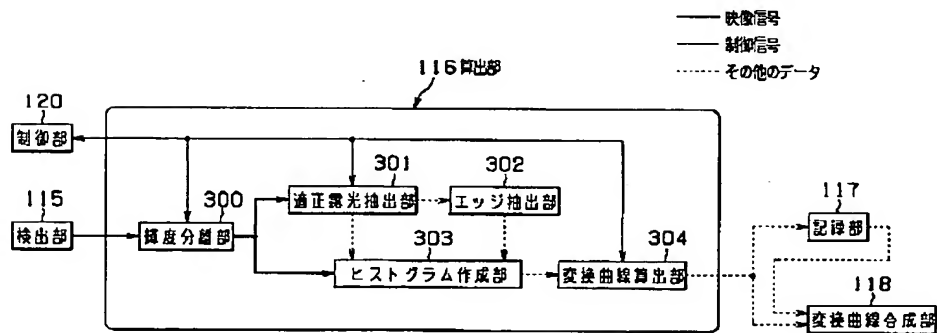 映像信号
制御信号
その他のデータ
116 算出部
120
制御部
301
302
適正露光抽出部
エッジ抽出部
117
記録部
115
検出部
300
輝度分離部
303
ヒストグラム作成部
304
変換曲線算出部
118
変換曲線合成部